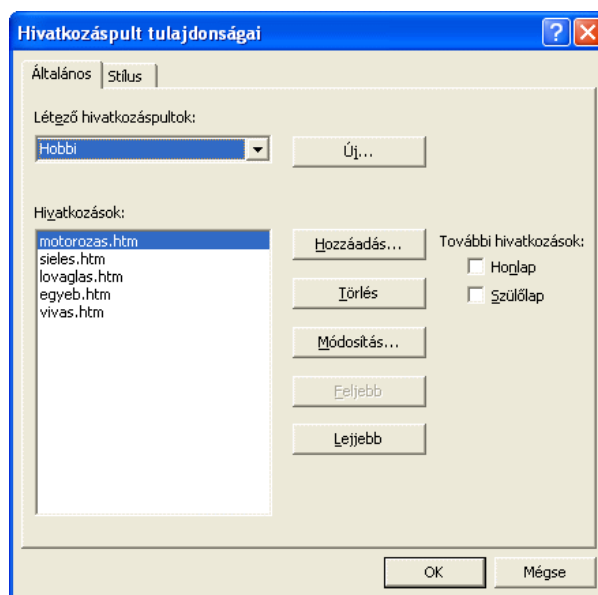 Hivatkozáspult tulajdonságai
Általános
Stílus
Létező hivatkozáspultok:
Hobbi
Új...
Hivatkozások:
motorozas.htm
sieles.htm
lovaglas.htm
egyeb.htm
vivas.htm
Hozzáadás...
Törlés
Módosítás...
Feljebb
Lejjebb
További hivatkozások:
Honlap
Szülőlap
OK
Mégse